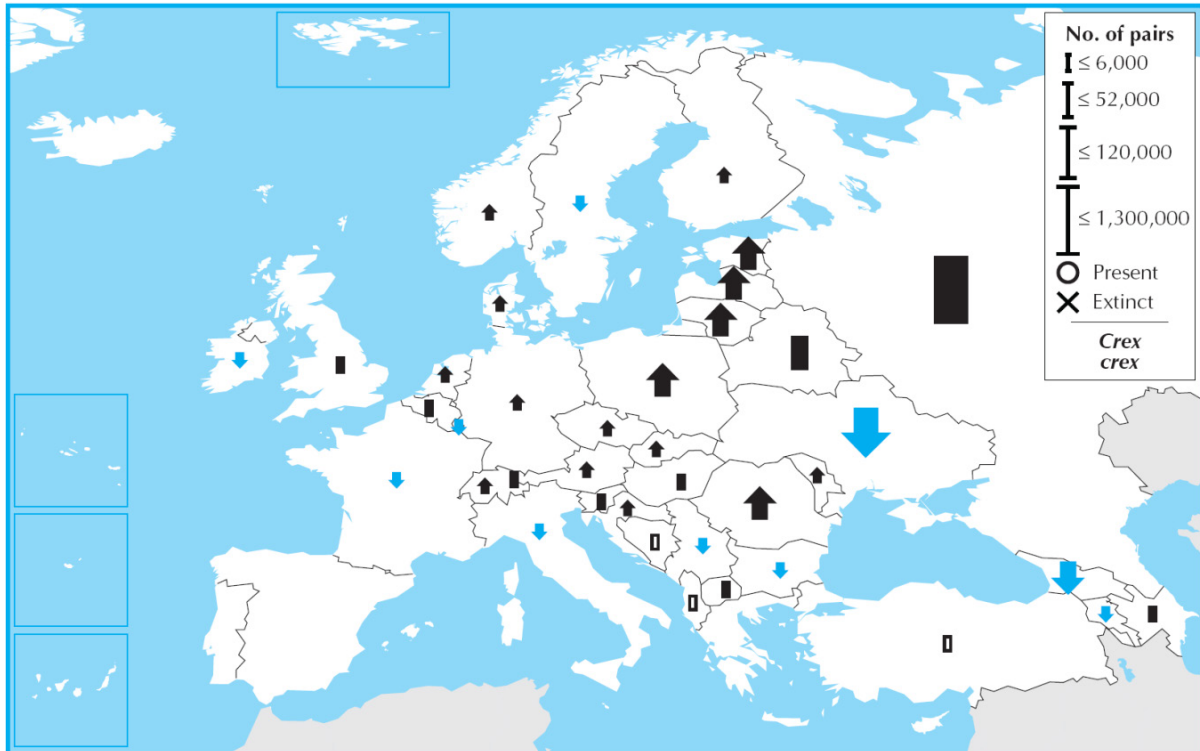 No. of pairs
≤ 6,000
≤ 52,000
≤ 120,000
≤ 1,300,000
Present
Extinct
Crex
crex